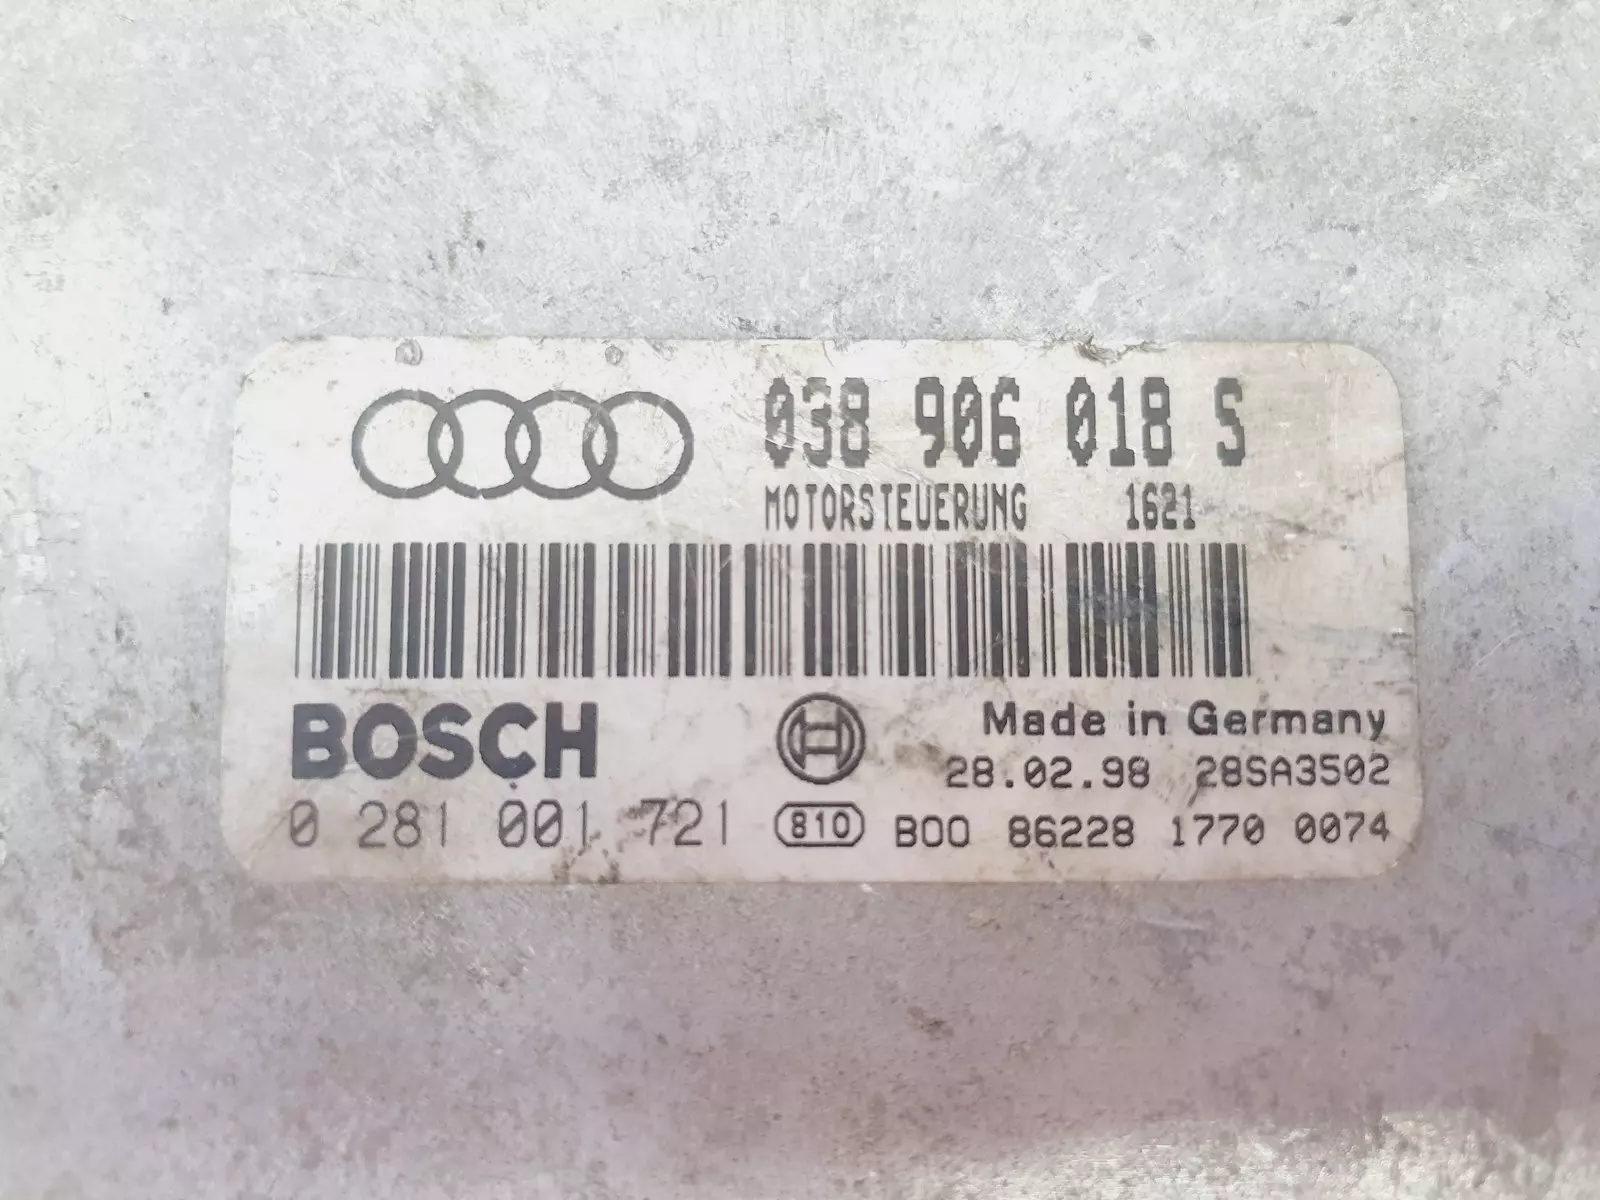 038 906 018 S
MOTORSTEUERUNG 1621
BOSCH
Made in Germany
28.02.98 28SA3502
0 281 001 721 810 B00 86228 1770 0074